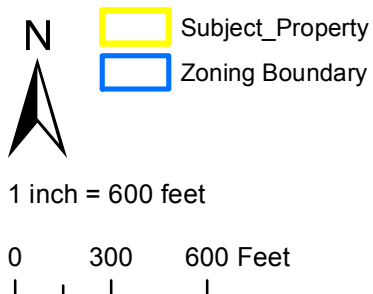 N
Subject_Property
Zoning Boundary
1 inch = 600 feet
0 300 600 Feet